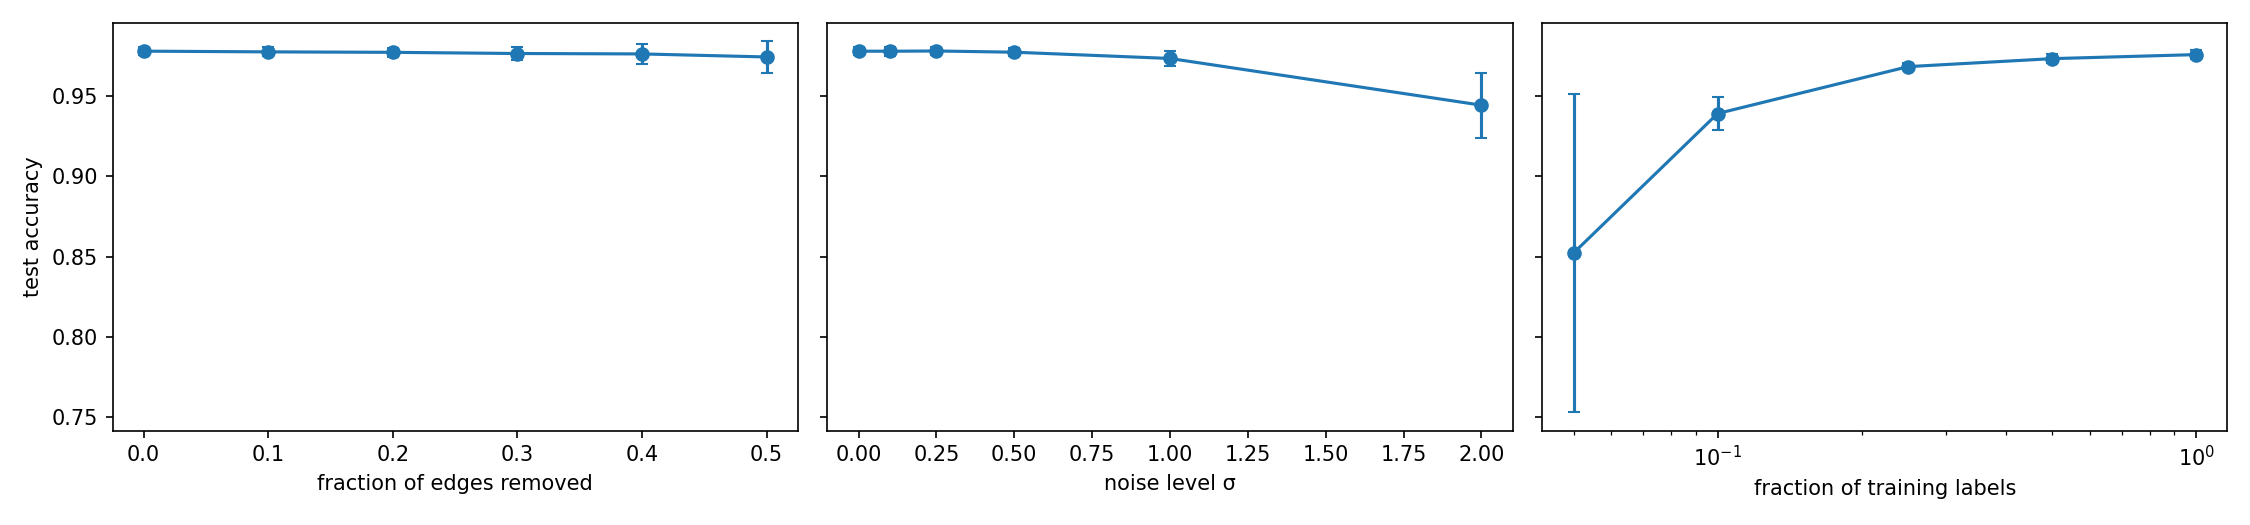 test accuracy
0.95
0.90
0.85
0.80
0.75
0.0 0.1 0.2 0.3 0.4 0.5
fraction of edges removed
0.00 0.25 0.50 0.75 1.00 1.25 1.50 1.75 2.00
noise level σ
10⁻¹ 10⁰
fraction of training labels